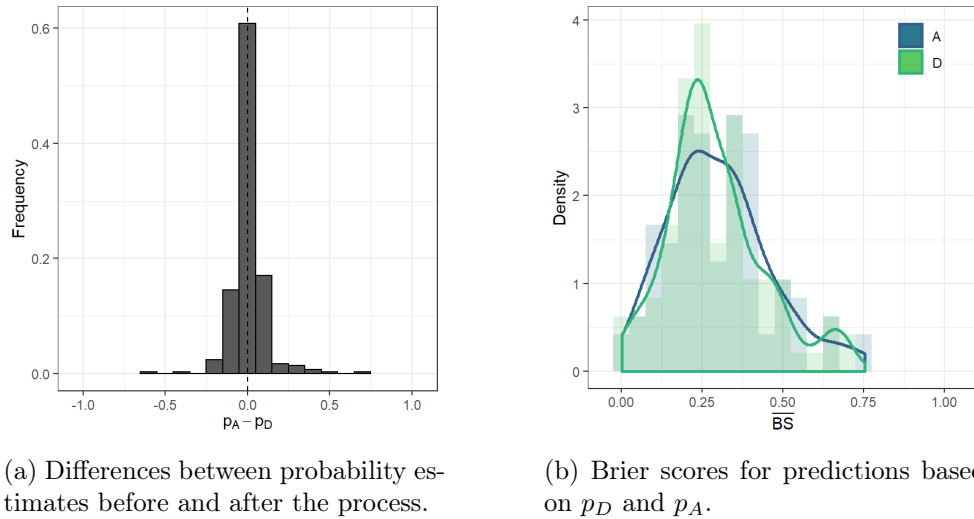 0.6
0.4
0.2
0.0
Frequency
-1.0 -0.5 0.0 0.5 1.0
pA − pD
4
3
2
1
0
Density
A
D
0.00 0.25 0.50 0.75 1.00
BS
(a) Differences between probability es-
timates before and after the process.
(b) Brier scores for predictions based
on pD and pA.